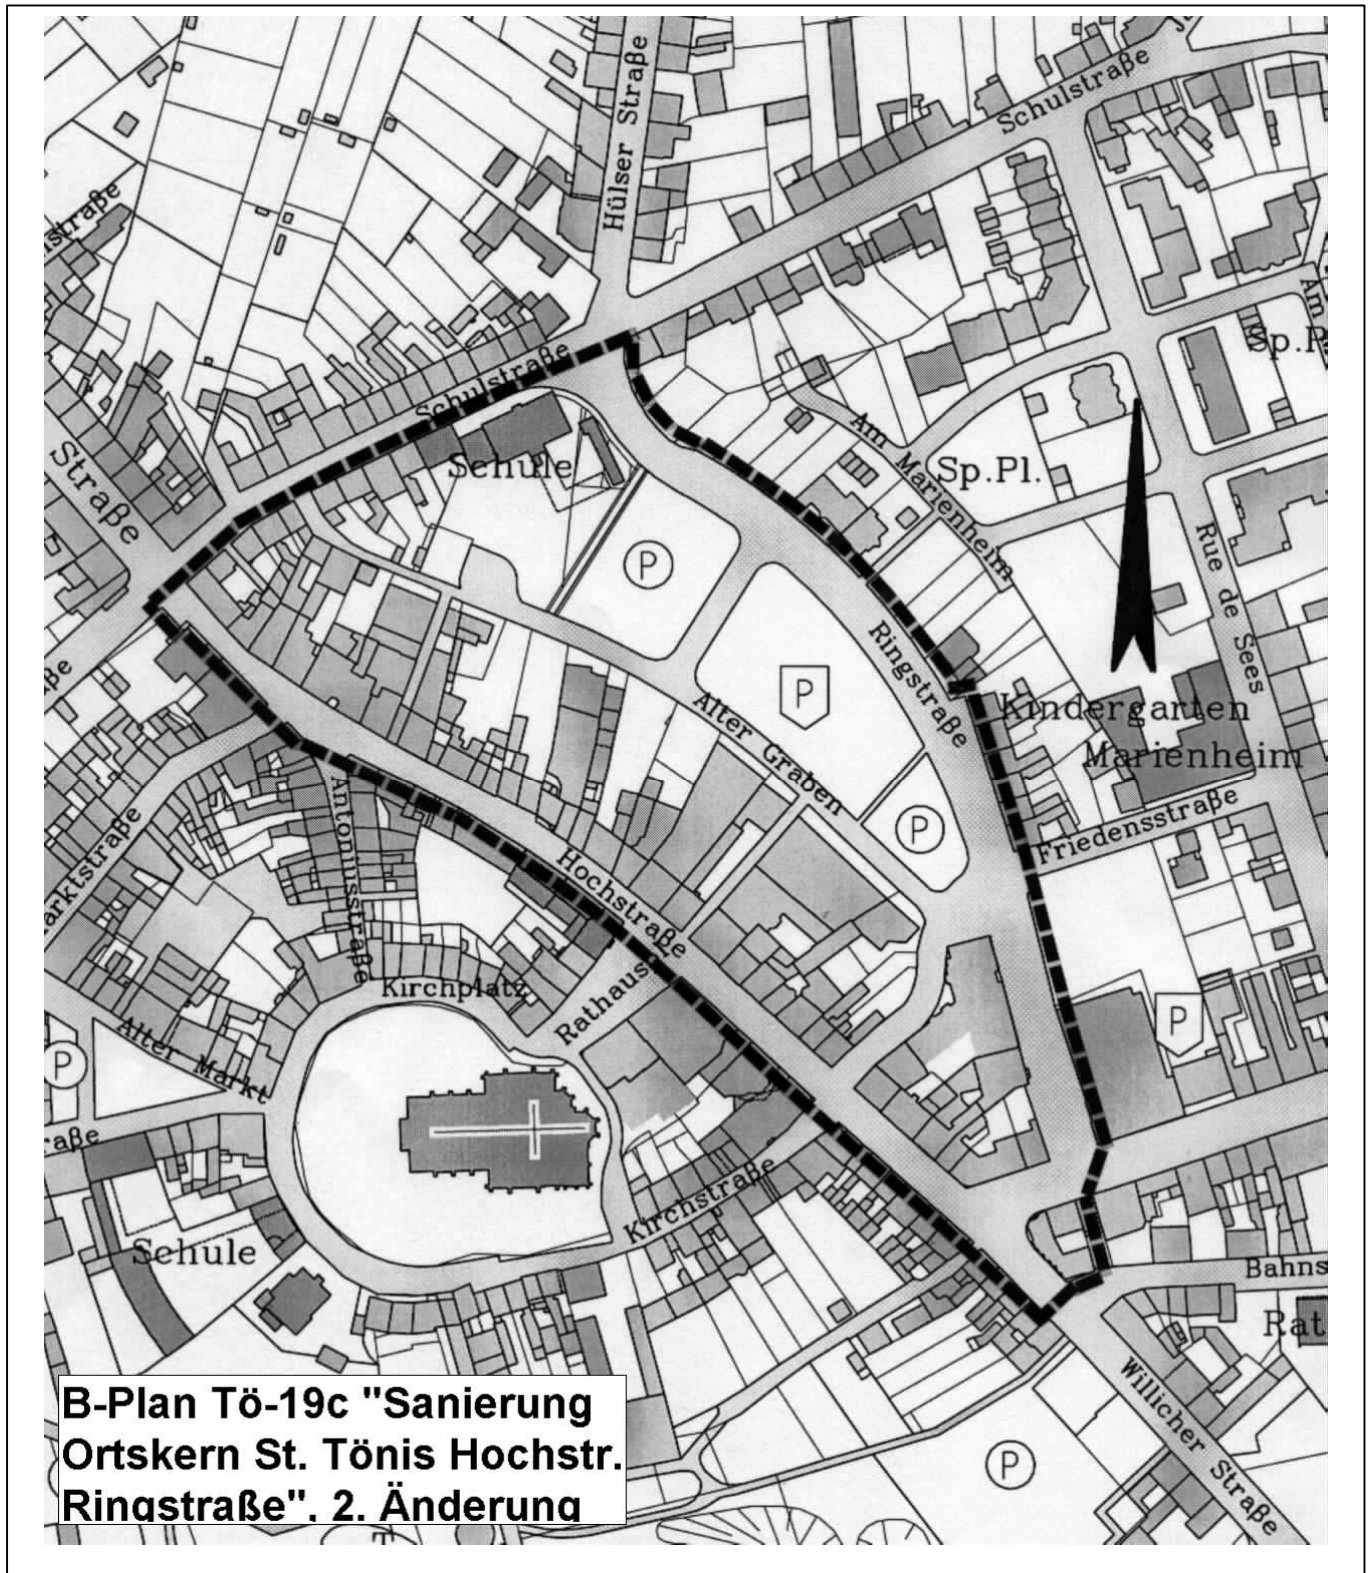 Hülser Straße
Schulstraße
Straße
Schulstraße
Schule
P
Am Marienheim
Sp.Pl.
Am
Rue de Sees
Ringstraße
P
Alter Graben
P
Kindergarten
Marienheim
Friedensstraße
P
Hochstraße
Antoniusstraße
Kirchplatz
Alter Markt
P
Kirchstraße
Schule
Bahns
Rat
Willicher Straße
P
B-Plan Tö-19c "Sanierung
Ortskern St. Tönis Hochstr.
Ringstraße", 2. Änderung